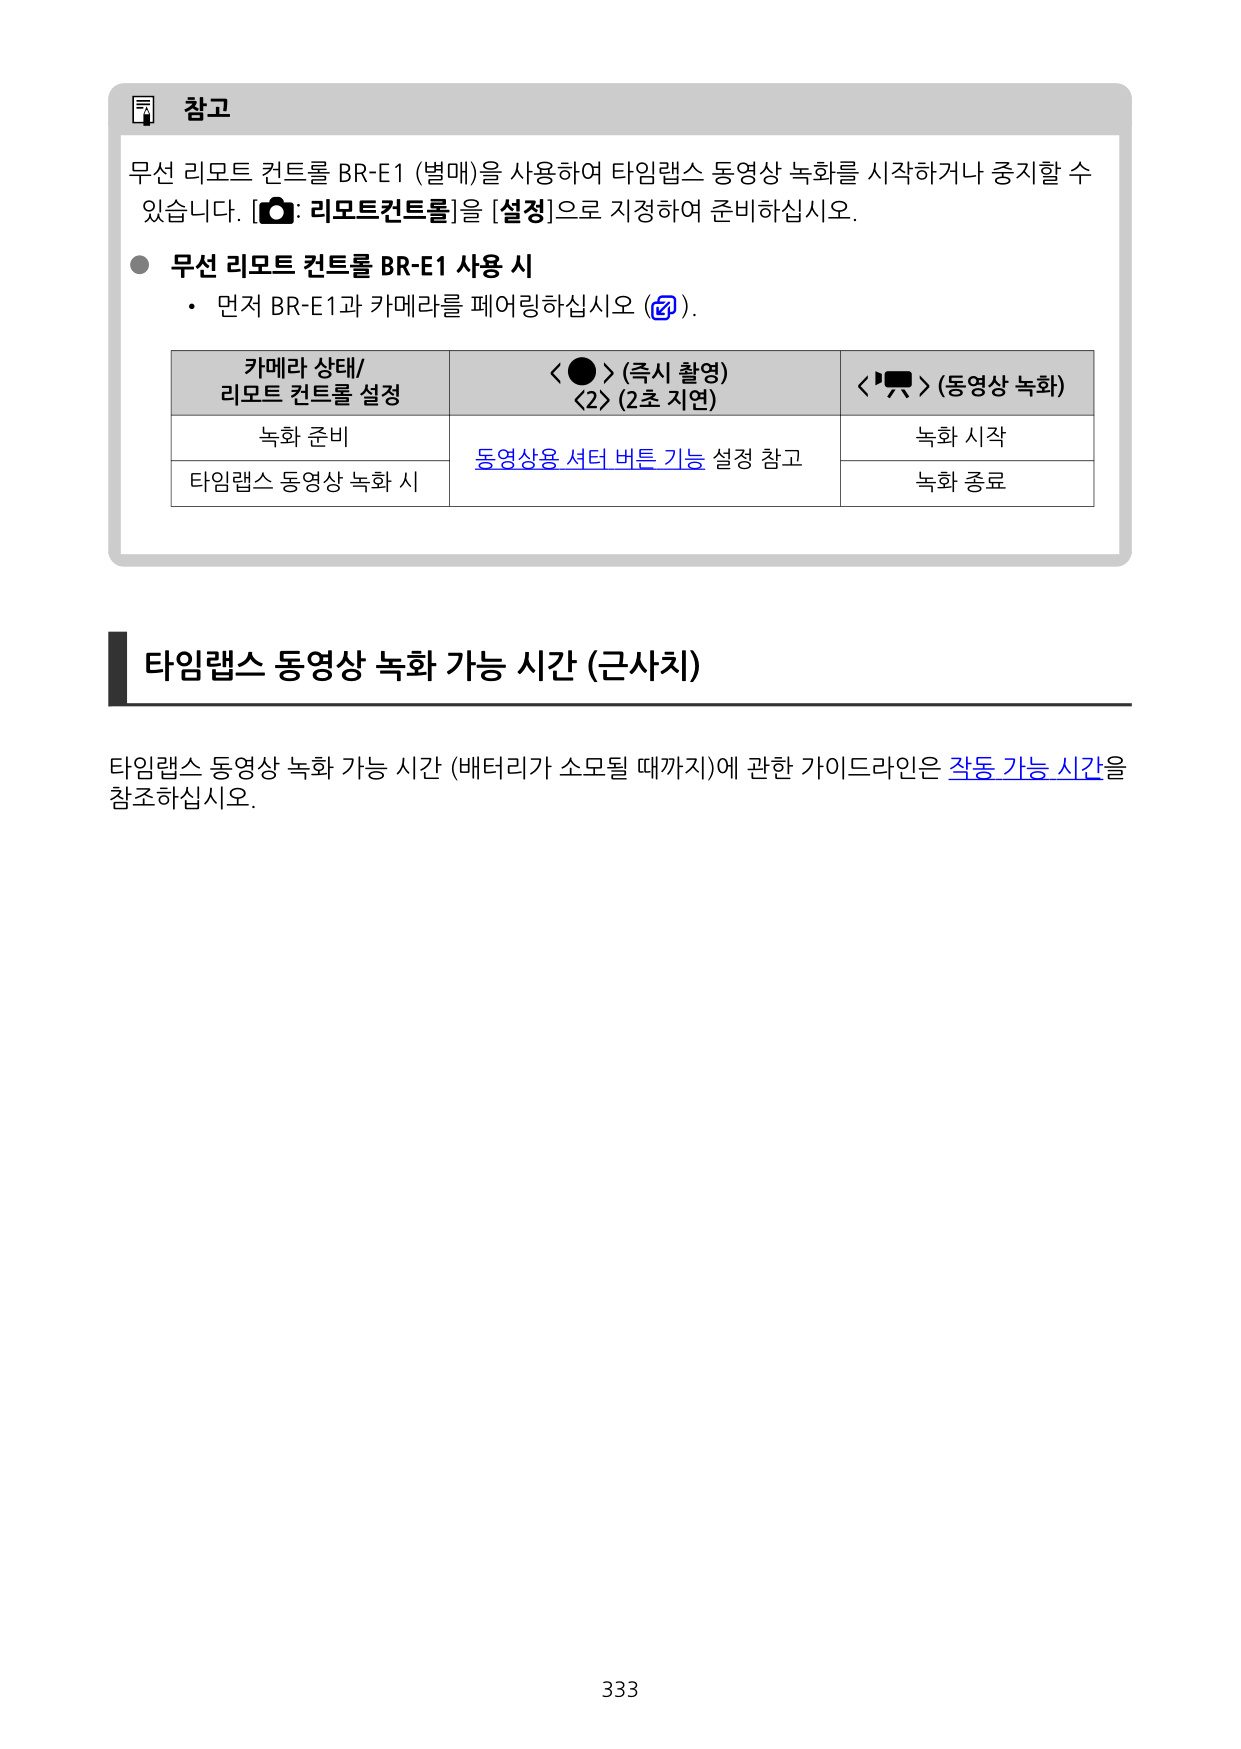 참고
무선 리모트 컨트롤 BR-E1 (별매)을 사용하여 타임랩스 동영상 녹화를 시작하거나 중지할 수
있습니다. [: 리모트컨트롤]을 [설정]으로 지정하여 준비하십시오.
● 무선 리모트 컨트롤 BR-E1 사용 시
• 먼저 BR-E1과 카메라를 페어링하십시오 ( ).
카메라 상태/
리모트 컨트롤 설정
<●> (즉시 촬영)
<2> (2초 지연)
< > (동영상 녹화)
녹화 준비
동영상용 셔터 버튼 기능 설정 참고
녹화 시작
타임랩스 동영상 녹화 시
녹화 종료
타임랩스 동영상 녹화 가능 시간 (근사치)
타임랩스 동영상 녹화 가능 시간 (배터리가 소모될 때까지)에 관한 가이드라인은 작동 가능 시간을
참조하십시오.
333